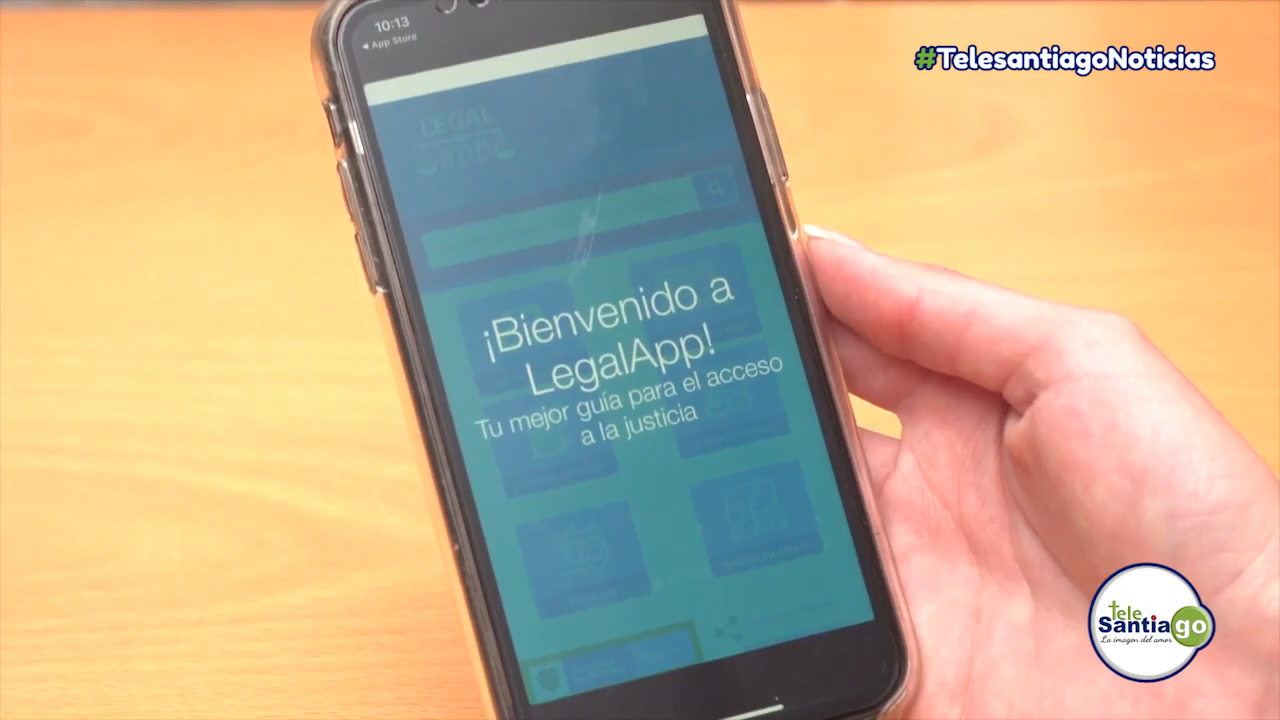 10:13
◄ App Store
#TelesantiagoNoticias
LEGAL
¡Bienvenido a
LegalApp!
Tu mejor guía para el acceso
a la justicia
tele
Santiago
La imagen del amor